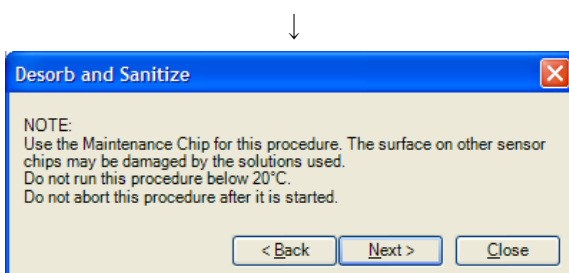 ↓
Desorb and Sanitize
NOTE:
Use the Maintenance Chip for this procedure. The surface on other sensor
chips may be damaged by the solutions used.
Do not run this procedure below 20°C.
Do not abort this procedure after it is started.
< Back Next > Close